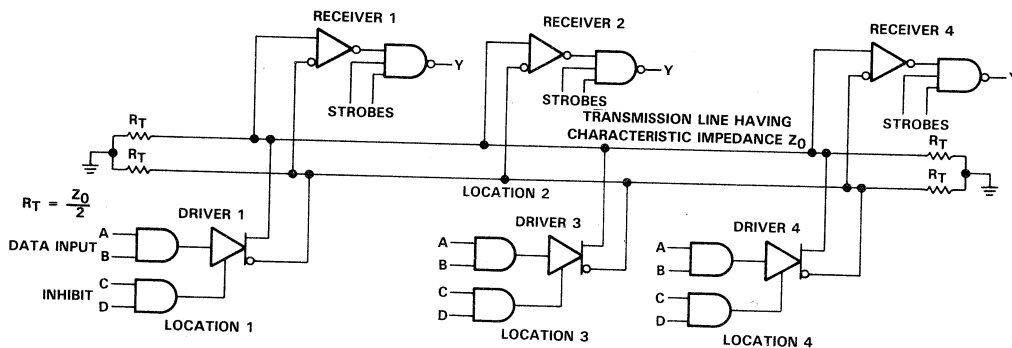 RECEIVER 1
RECEIVER 2
RECEIVER 4
Y
Y
Y
STROBES
STROBES
STROBES
TRANSMISSION LINE HAVING
CHARACTERISTIC IMPEDANCE Z0
RT
RT
RT
RT
RT = Z0/2
LOCATION 2
DRIVER 1
DATA INPUT
A
B
INHIBIT
C
D
LOCATION 1
DRIVER 3
A
B
C
D
LOCATION 3
DRIVER 4
A
B
C
D
LOCATION 4